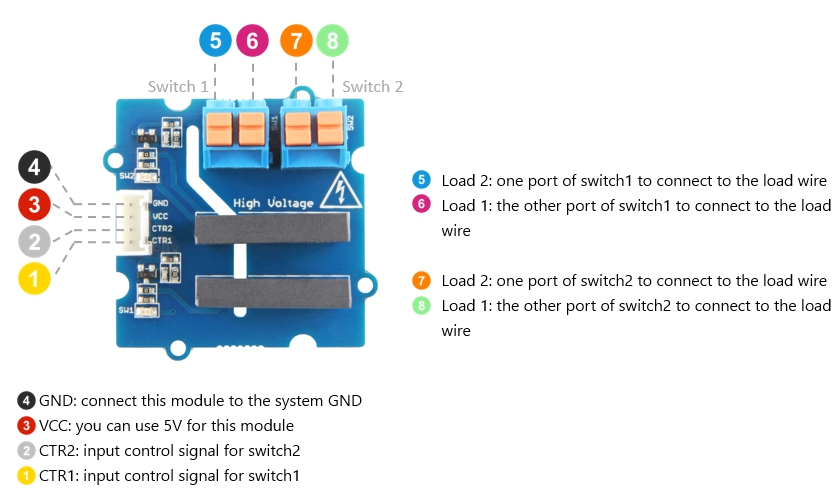 5 6 7 8
Switch 1
Switch 2
SW1
SW2
4
3
2
1
SW2
GND
VCC
CTR2
CTR1
High Voltage
SW1
5 Load 2: one port of switch1 to connect to the load wire
6 Load 1: the other port of switch1 to connect to the load
wire
7 Load 2: one port of switch2 to connect to the load wire
8 Load 1: the other port of switch2 to connect to the load
wire
4 GND: connect this module to the system GND
3 VCC: you can use 5V for this module
2 CTR2: input control signal for switch2
1 CTR1: input control signal for switch1